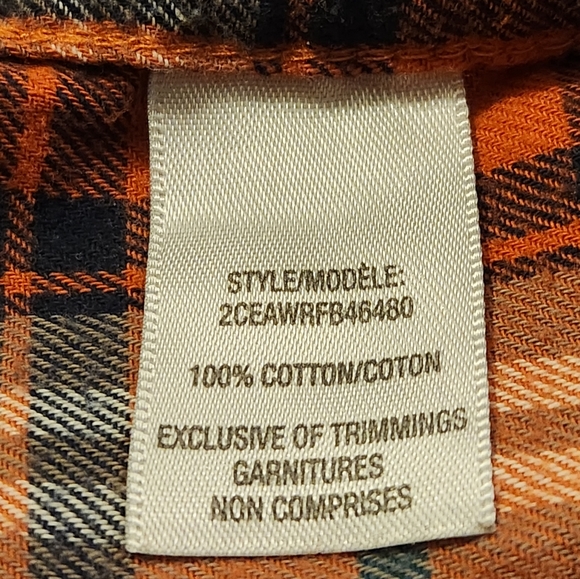 STYLE/MODÈLE:
2CEAWRFB46480
100% COTTON/COTON
EXCLUSIVE OF TRIMMINGS
GARNITURES
NON COMPRISES